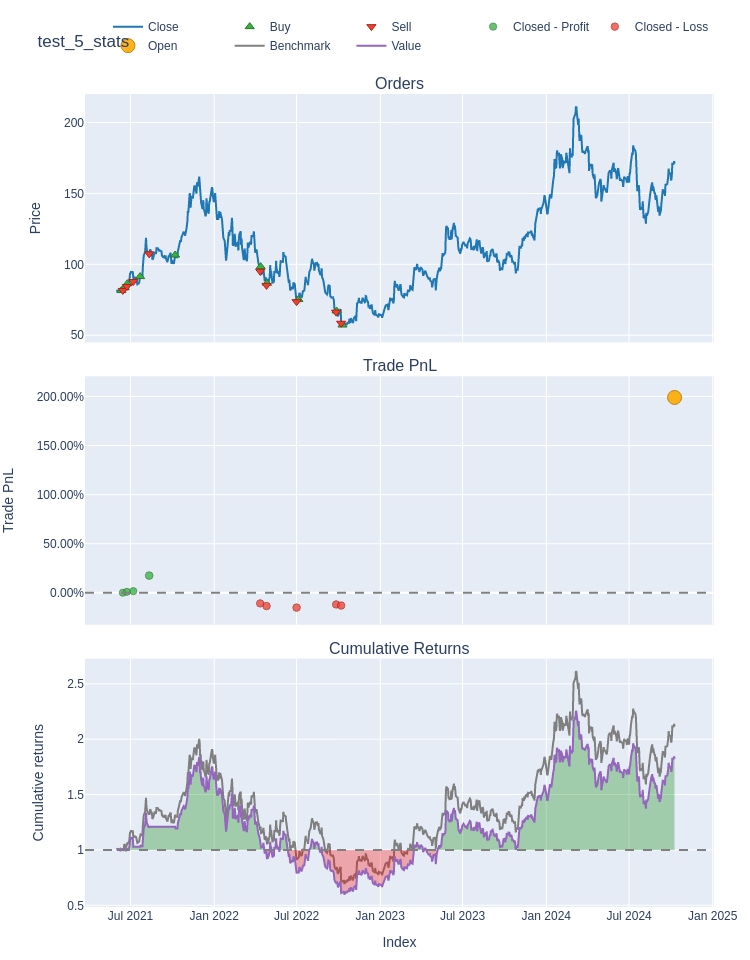 test_5_stats
Close
Buy
Sell
Closed - Profit
Closed - Loss
Open
Benchmark
Value
Orders
200
150
100
50
Price
Trade PnL
200.00%
150.00%
100.00%
50.00%
0.00%
Trade PnL
Cumulative Returns
2.5
2
1.5
1
0.5
Cumulative returns
Jul 2021
Jan 2022
Jul 2022
Jan 2023
Jul 2023
Jan 2024
Jul 2024
Jan 2025
Index